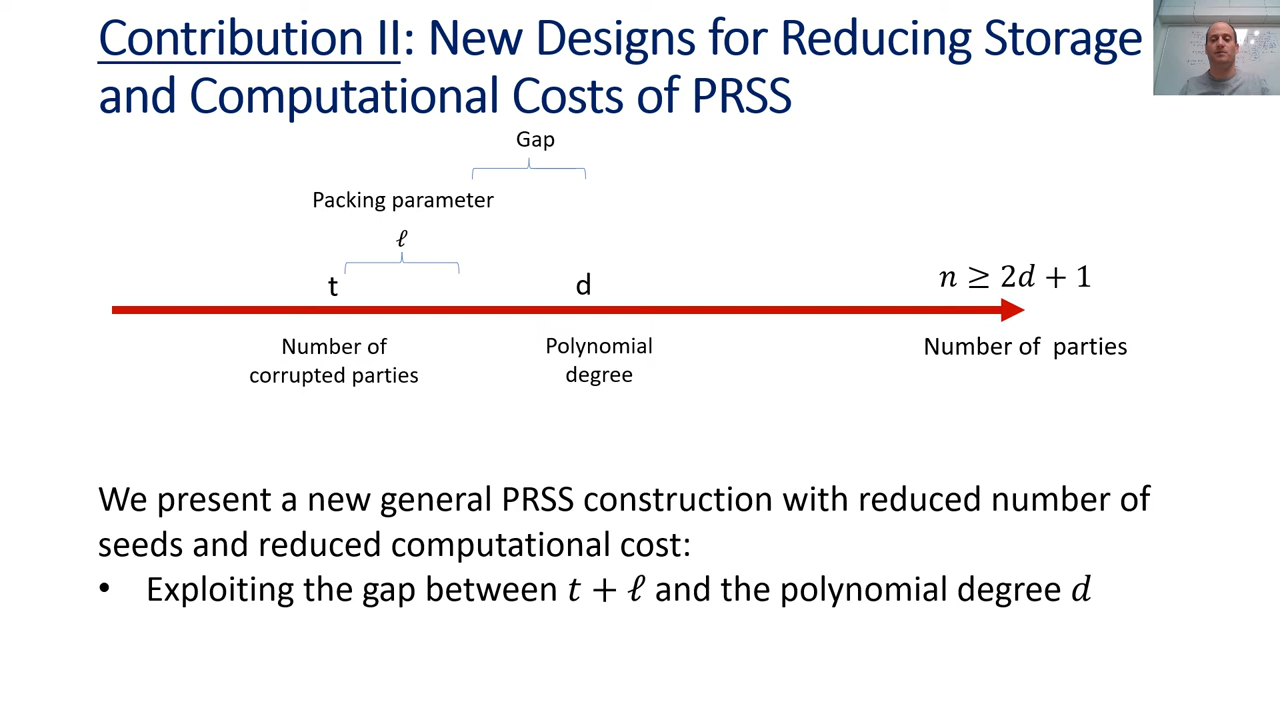 Contribution II: New Designs for Reducing Storage
and Computational Costs of PRSS
Gap
Packing parameter
ℓ
t
d
n ≥ 2d + 1
Number of
corrupted parties
Polynomial
degree
Number of parties
We present a new general PRSS construction with reduced number of
seeds and reduced computational cost:
• Exploiting the gap between t + ℓ and the polynomial degree d